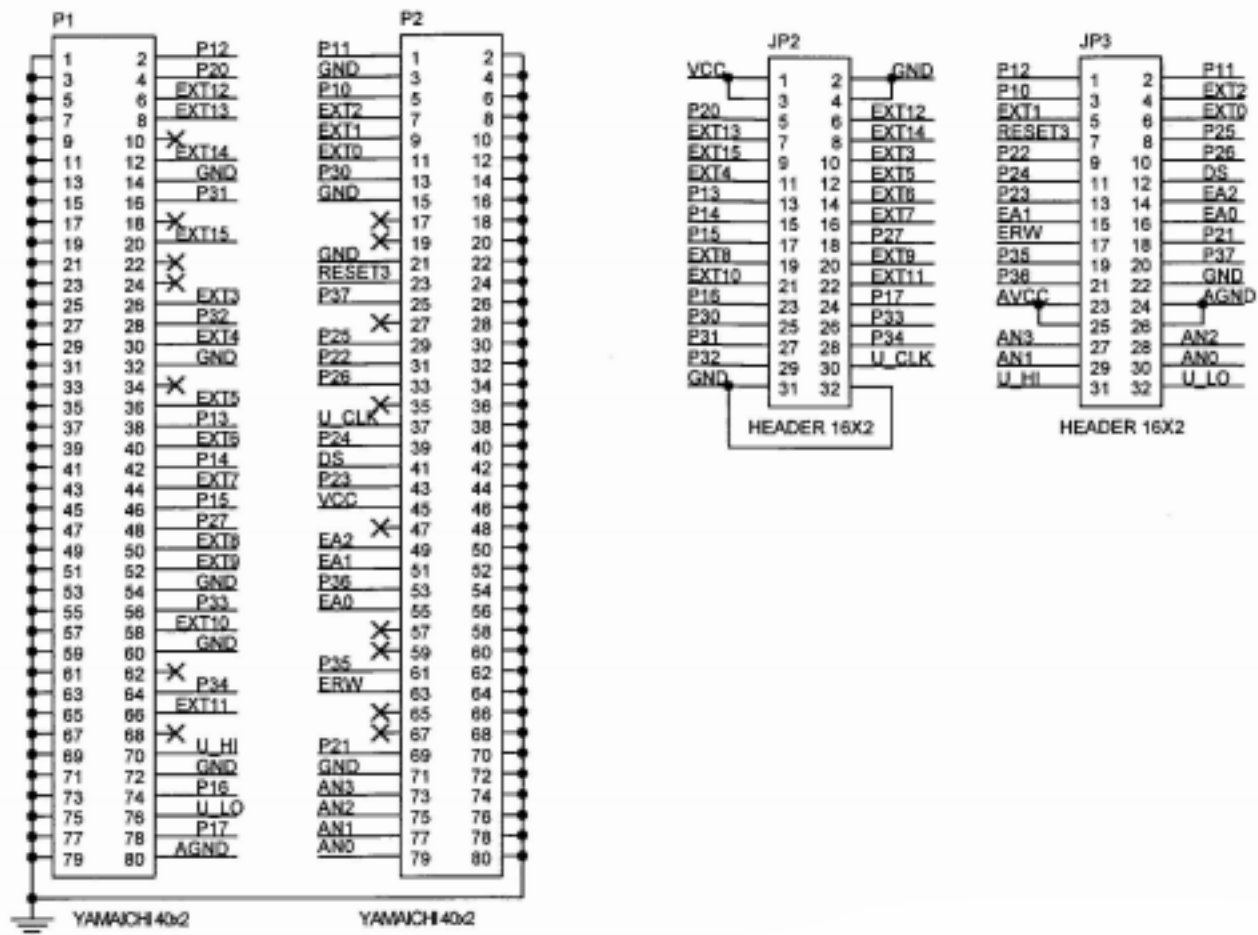 P1
1 2 P12
3 4 P20
5 6 EXT12
7 8 EXT13
9 10
11 12 EXT14
13 14 GND
15 16 P31
17 18
19 20 EXT15
21 22
23 24
25 26 EXT3
27 28 P32
29 30 EXT4
31 32 GND
33 34
35 36 EXT5
37 38 P13
39 40 EXT6
41 42 P14
43 44 EXT7
45 46 P15
47 48 P27
49 50 EXT8
51 52 EXT9
53 54 GND
55 56 P33
57 58 EXT10
59 60 GND
61 62
63 64 P34
65 66 EXT11
67 68
69 70 U_HI
71 72 GND
73 74 P16
75 76 U_LO
77 78 P17
79 80 AGND
YAMAICHI 40x2
P2
P11 1 2
GND 3 4
P10 5 6
EXT2 7 8
EXT1 9 10
EXT0 11 12
P30 13 14
GND 15 16
17 18
19 20
GND 21 22
RESET3 23 24
P37 25 26
27 28
P25 29 30
P22 31 32
P26 33 34
35 36
U_CLK 37 38
P24 39 40
DS 41 42
P23 43 44
VCC 45 46
47 48
EA2 49 50
EA1 51 52
P36 53 54
EA0 55 56
57 58
59 60
P35 61 62
ERW 63 64
65 66
67 68
P21 69 70
GND 71 72
AN3 73 74
AN2 75 76
AN1 77 78
AN0 79 80
YAMAICHI 40x2
JP2
VCC 1 2 GND
3 4
P20 5 6 EXT12
EXT13 7 8 EXT14
EXT15 9 10 EXT3
EXT4 11 12 EXT5
P13 13 14 EXT6
P14 15 16 EXT7
P15 17 18 P27
EXT8 19 20 EXT9
EXT10 21 22 EXT11
P16 23 24 P17
P30 25 26 P33
P31 27 28 P34
P32 29 30 U_CLK
GND 31 32
HEADER 16X2
JP3
P12 1 2 P11
P10 3 4 EXT2
EXT1 5 6 EXT0
RESET3 7 8 P25
P22 9 10 P26
P24 11 12 DS
P23 13 14 EA2
EA1 15 16 EA0
ERW 17 18 P21
P35 19 20 P37
P36 21 22 GND
AVCC 23 24 AGND
25 26
AN3 27 28 AN2
AN1 29 30 AN0
U_HI 31 32 U_LO
HEADER 16X2